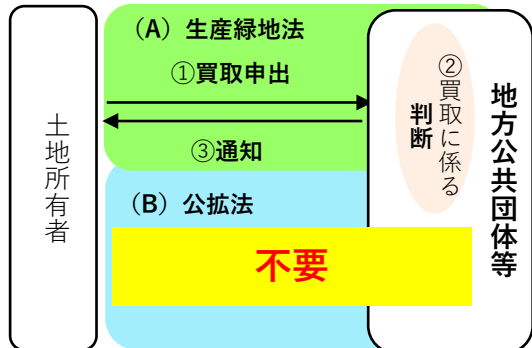 土地所有者
（A）生産緑地法
①買取申出
③通知
②買取に係る
判断
地方公共団体等
（B）公拡法
不要